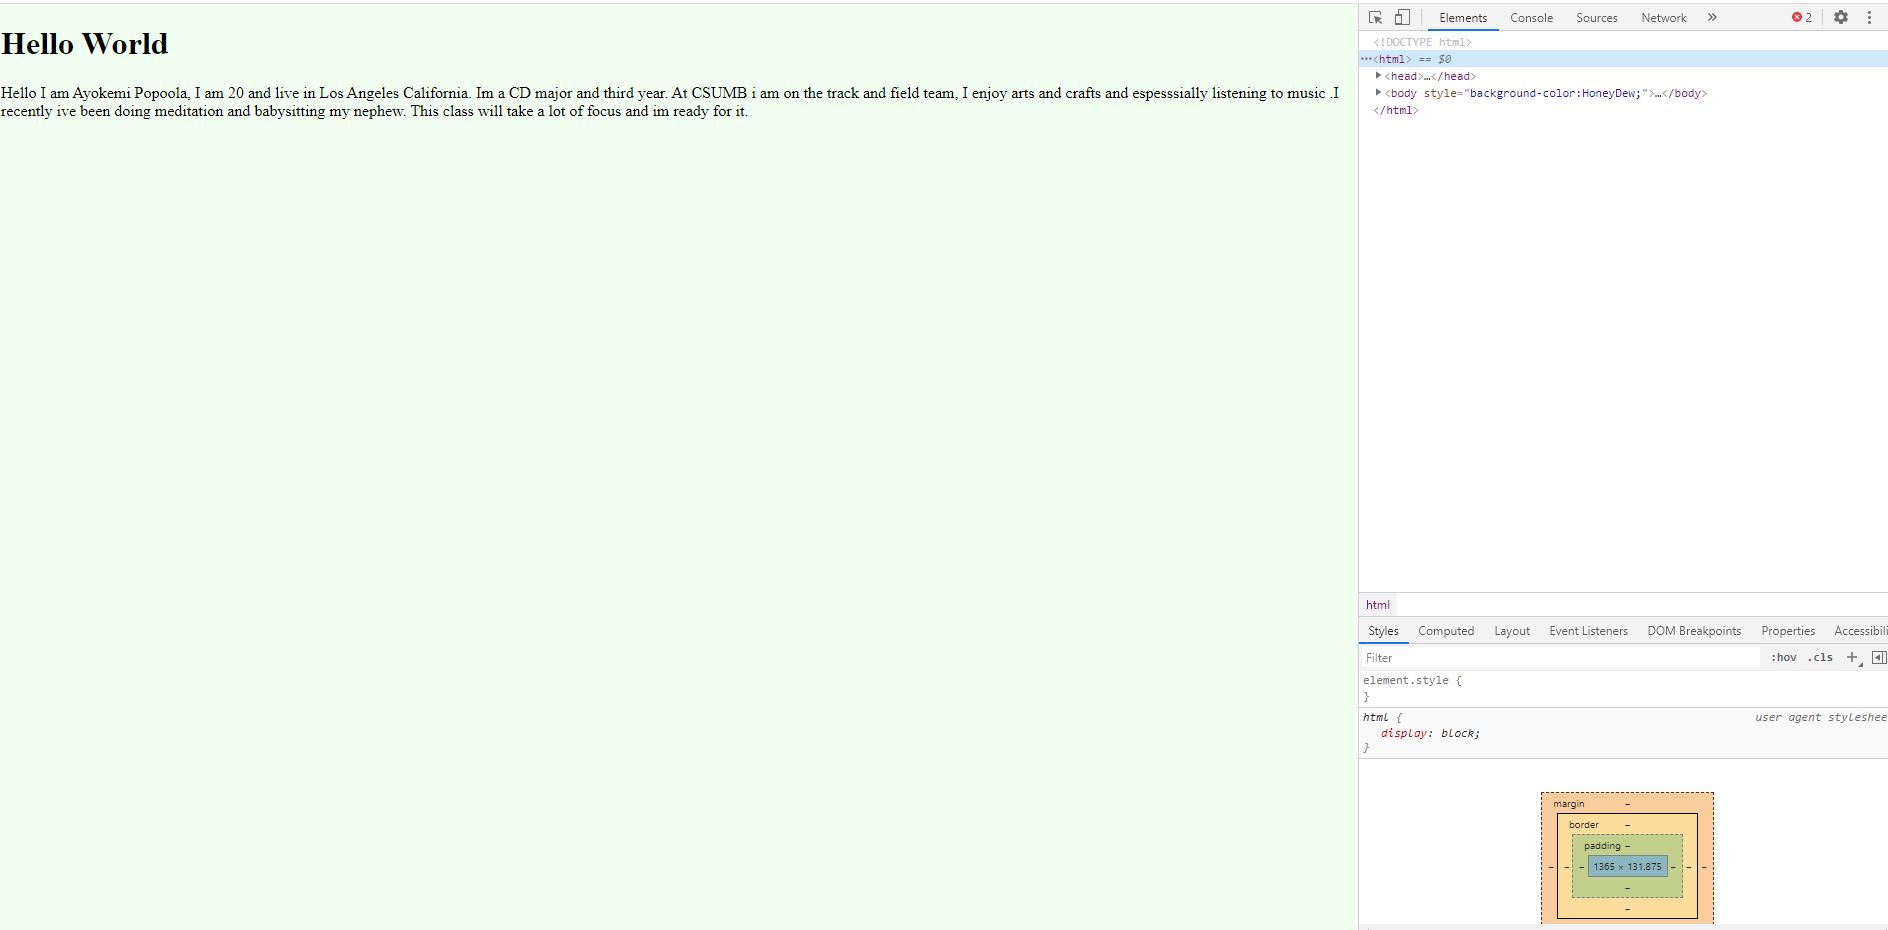 Hello World
Hello I am Ayokemi Popoola, I am 20 and live in Los Angeles California. Im a CD major and third year. At CSUMB i am on the track and field team, I enjoy arts and crafts and espesssially listening to music .I
recently ive been doing meditation and babysitting my nephew. This class will take a lot of focus and im ready for it.
Elements Console Sources Network » 2
<!DOCTYPE html>
…<html> == $0
<head>…</head>
<body style="background-color:HoneyDew;">…</body>
</html>
html
Styles Computed Layout Event Listeners DOM Breakpoints Properties Accessibili
Filter :hov .cls +
element.style {
}
html { user agent styleshee
display: block;
}
margin –
border –
padding –
– – – 1365 × 131.875 – – –
–
–